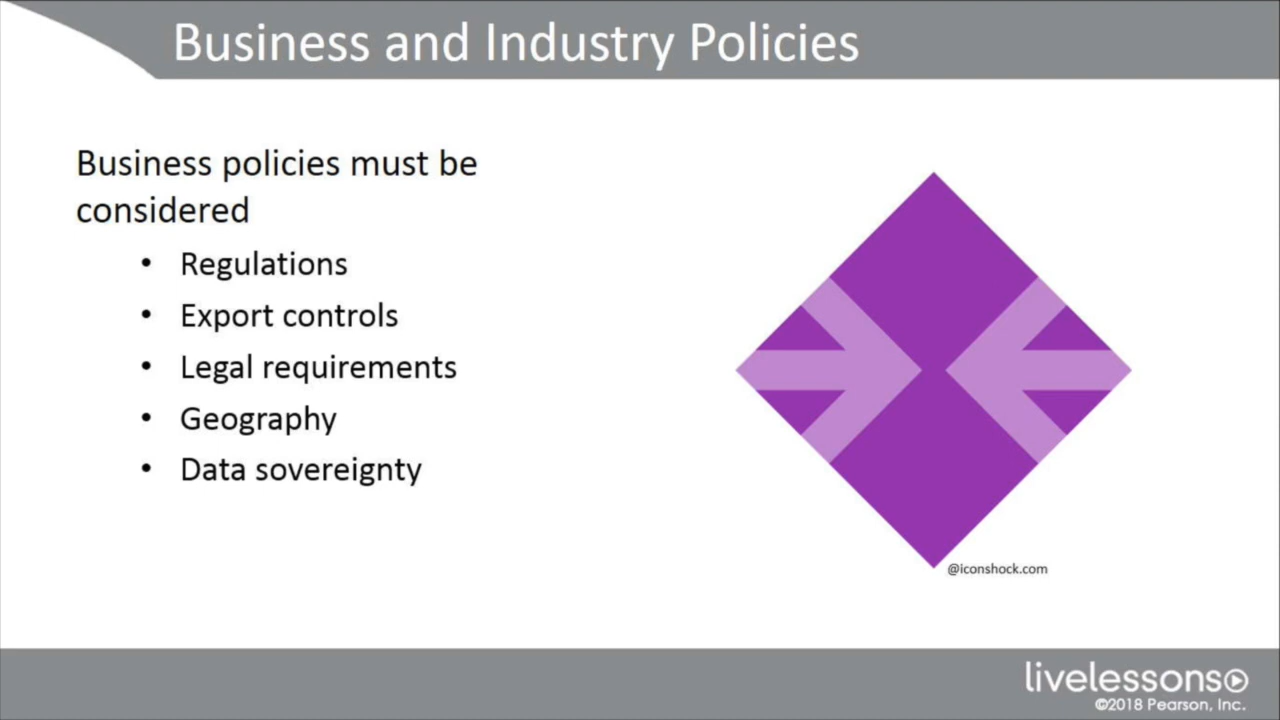 Business and Industry Policies
Business policies must be
considered
• Regulations
• Export controls
• Legal requirements
• Geography
• Data sovereignty
@iconshock.com
livelessons
©2018 Pearson, Inc.